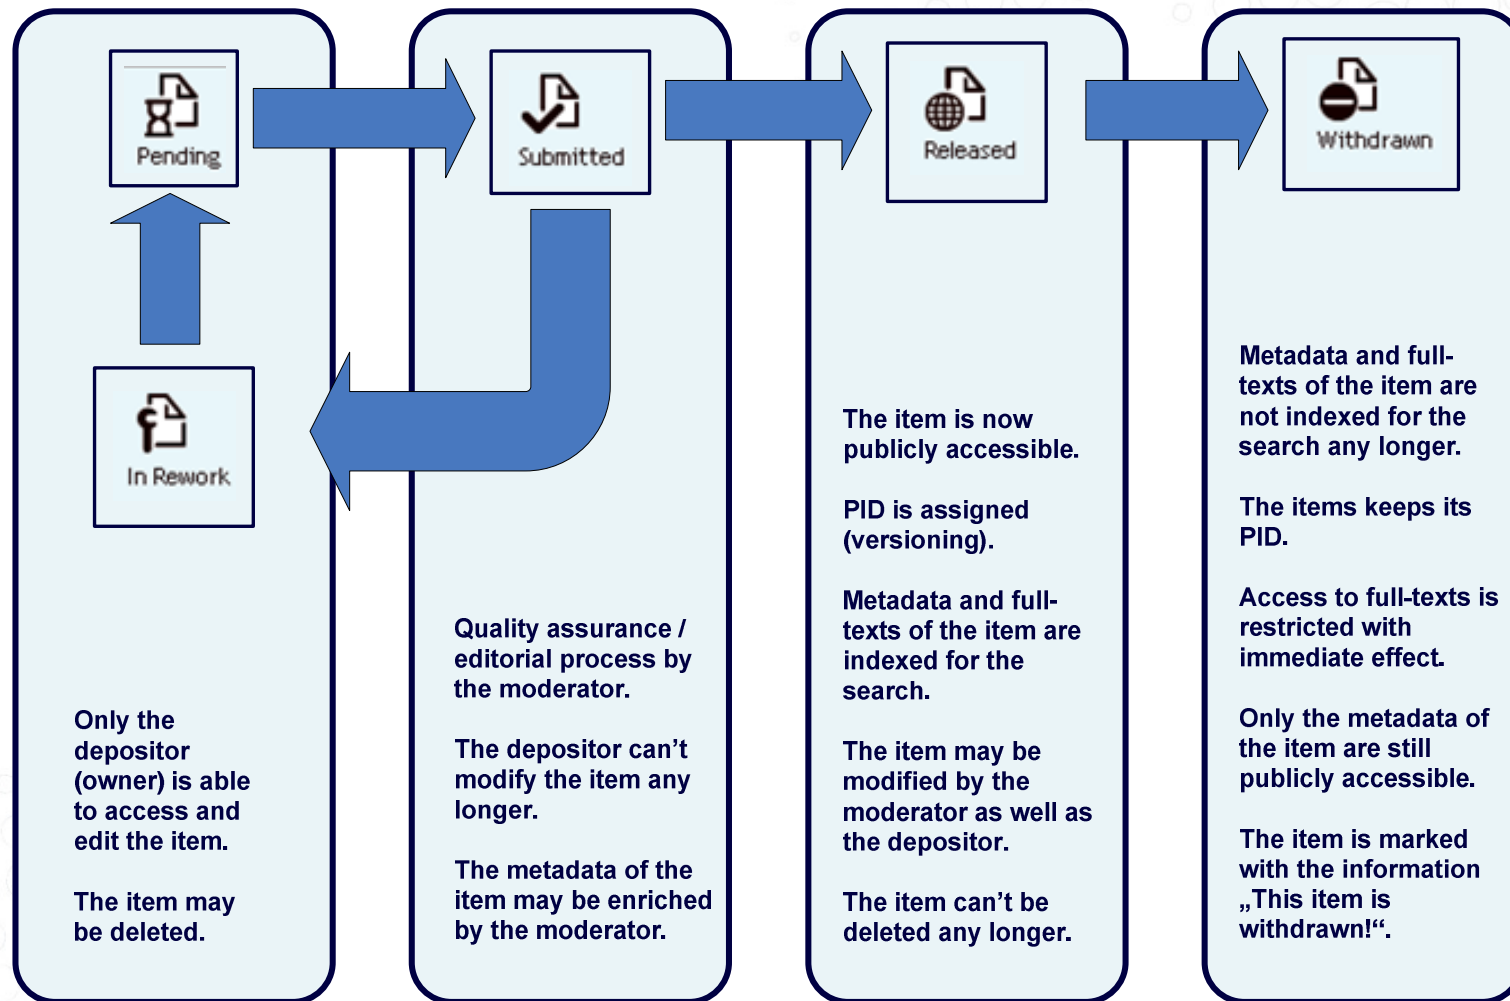 Pending
In Rework
Only the
depositor
(owner) is able
to access and
edit the item.
The item may
be deleted.
Submitted
Quality assurance /
editorial process by
the moderator.
The depositor can't
modify the item any
longer.
The metadata of the
item may be enriched
by the moderator.
Released
The item is now
publicly accessible.
PID is assigned
(versioning).
Metadata and full-
texts of the item are
indexed for the
search.
The item may be
modified by the
moderator as well as
the depositor.
The item can't be
deleted any longer.
Withdrawn
Metadata and full-
texts of the item are
not indexed for the
search any longer.
The items keeps its
PID.
Access to full-texts is
restricted with
immediate effect.
Only the metadata of
the item are still
publicly accessible.
The item is marked
with the information
„This item is
withdrawn!“.